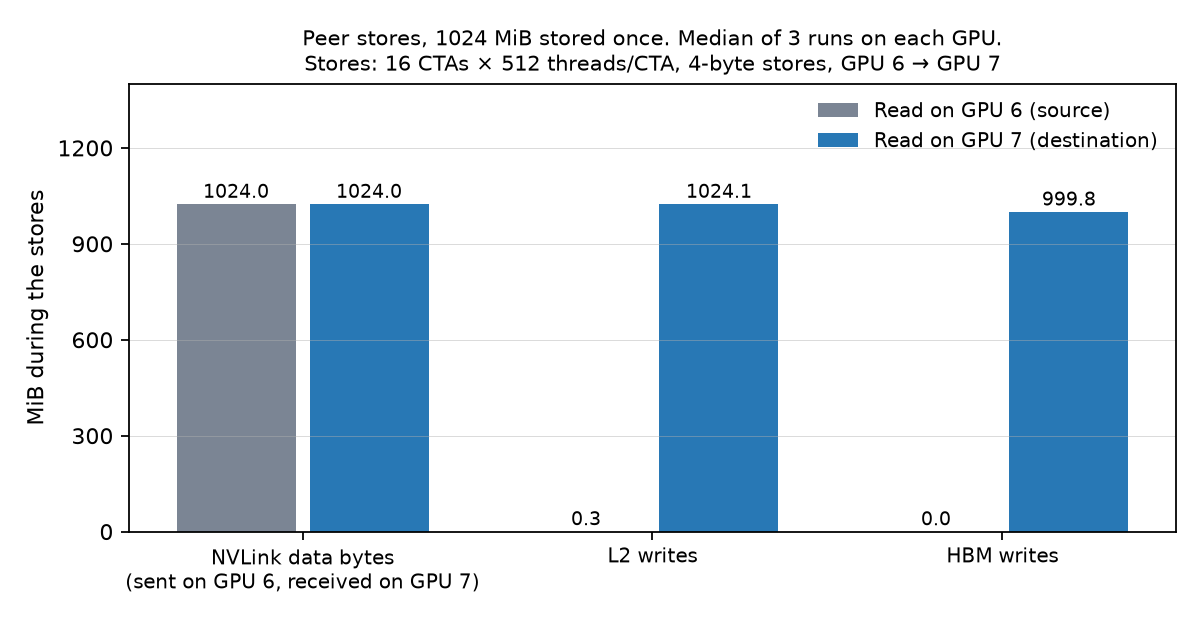 Peer stores, 1024 MiB stored once. Median of 3 runs on each GPU.
Stores: 16 CTAs × 512 threads/CTA, 4-byte stores, GPU 6 → GPU 7
Read on GPU 6 (source)
Read on GPU 7 (destination)
MiB during the stores
1200
900
600
300
0
1024.0
1024.0
0.3
1024.1
0.0
999.8
NVLink data bytes
(sent on GPU 6, received on GPU 7)
L2 writes
HBM writes